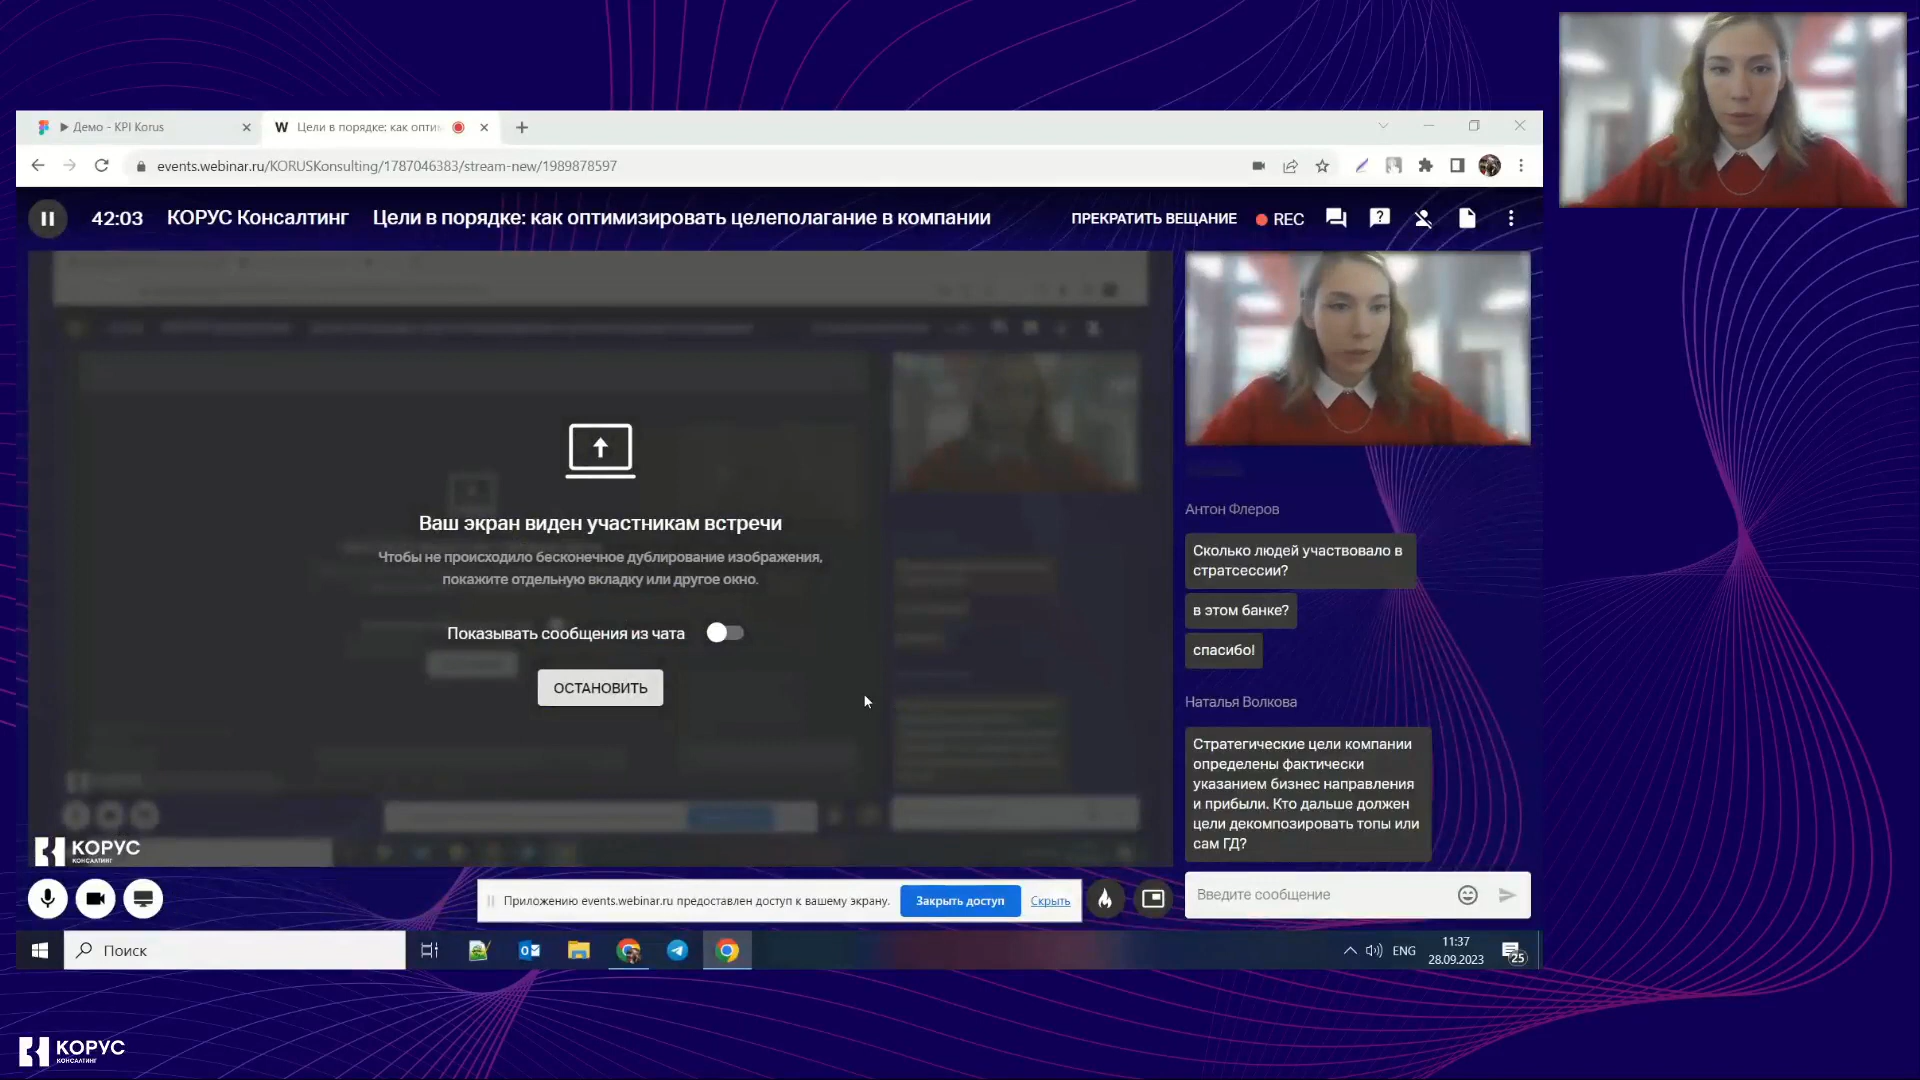 Демо - KPI Korus
Цели в порядке: как опти
events.webinar.ru/KORUSKonsulting/1787046383/stream-new/1989878597
42:03 КОРУС Консалтинг Цели в порядке: как оптимизировать целеполагание в компании
ПРЕКРАТИТЬ ВЕЩАНИЕ REC
Ваш экран виден участникам встречи
Чтобы не происходило бесконечное дублирование изображения,
покажите отдельную вкладку или другое окно.
Показывать сообщения из чата
ОСТАНОВИТЬ
КОРУС
КОНСАЛТИНГ
Антон Флеров
Сколько людей участвовало в
стратсессии?
в этом банке?
спасибо!
Наталья Волкова
Стратегические цели компании
определены фактически
указанием бизнес направления
и прибыли. Кто дальше должен
цели декомпозировать топы или
сам ГД?
Введите сообщение
Приложению events.webinar.ru предоставлен доступ к вашему экрану.
Закрыть доступ
Скрыть
Поиск
ENG
11:37
28.09.2023
25
КОРУС
КОНСАЛТИНГ